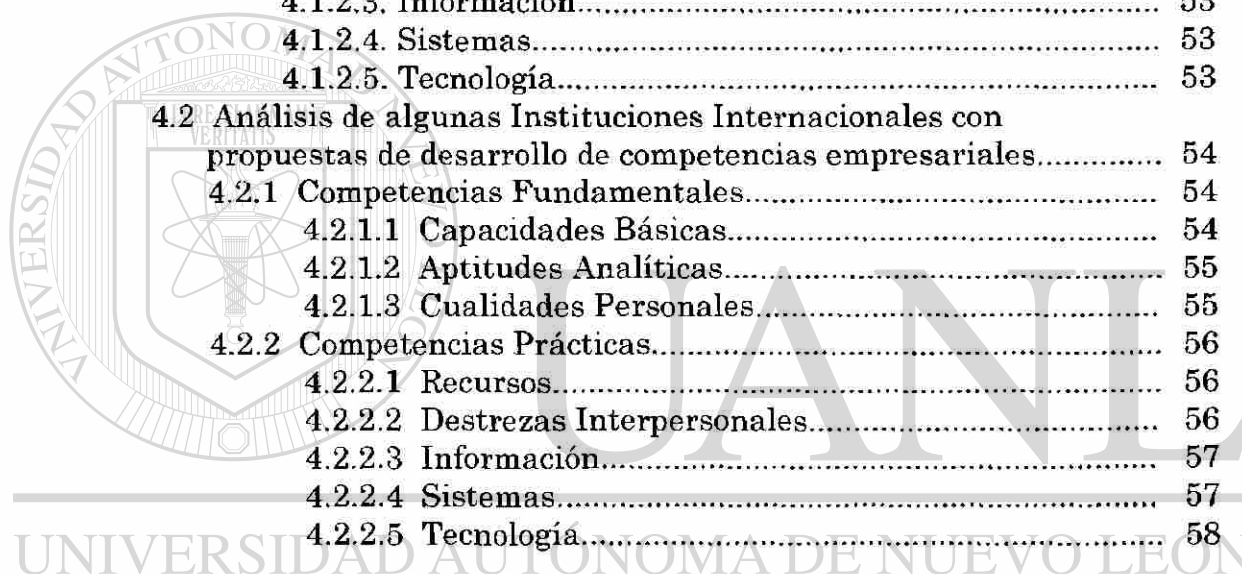 4.1.2.3. Información................................................ 53
4.1.2.4. Sistemas................................................ 53
4.1.2.5. Tecnología................................................ 53
4.2 Análisis de algunas Instituciones Internacionales con
propuestas de desarrollo de competencias empresariales............. 54
4.2.1 Competencias Fundamentales................................................ 54
4.2.1.1 Capacidades Básicas................................................ 54
4.2.1.2 Aptitudes Analíticas................................................ 55
4.2.1.3 Cualidades Personales................................................ 55
4.2.2 Competencias Prácticas................................................ 56
4.2.2.1 Recursos................................................ 56
4.2.2.2 Destrezas Interpersonales................................................ 56
4.2.2.3 Información................................................ 57
4.2.2.4 Sistemas................................................ 57
4.2.2.5 Tecnología................................................ 58
UANL
UNIVERSIDAD AUTÓNOMA DE NUEVO LEÓN
VERITATIS